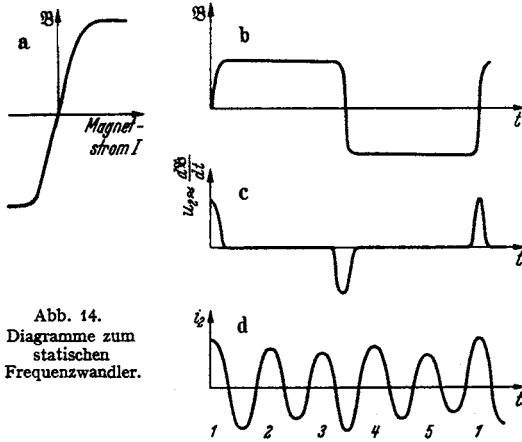 𝔅
a
Magnet-
strom I
𝔅
b
t
u₂≈ d𝔅/dt
c
t
Abb. 14.
Diagramme zum
statischen
Frequenzwandler.
i₂
d
t
1 2 3 4 5 1